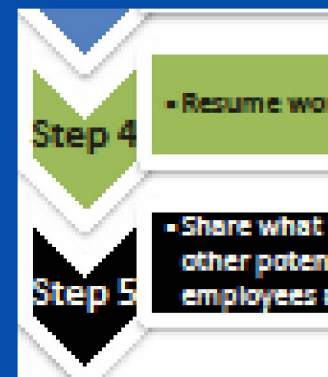 Step 4
▪Resume wo
Step 5
▪Share what
other poten
employees